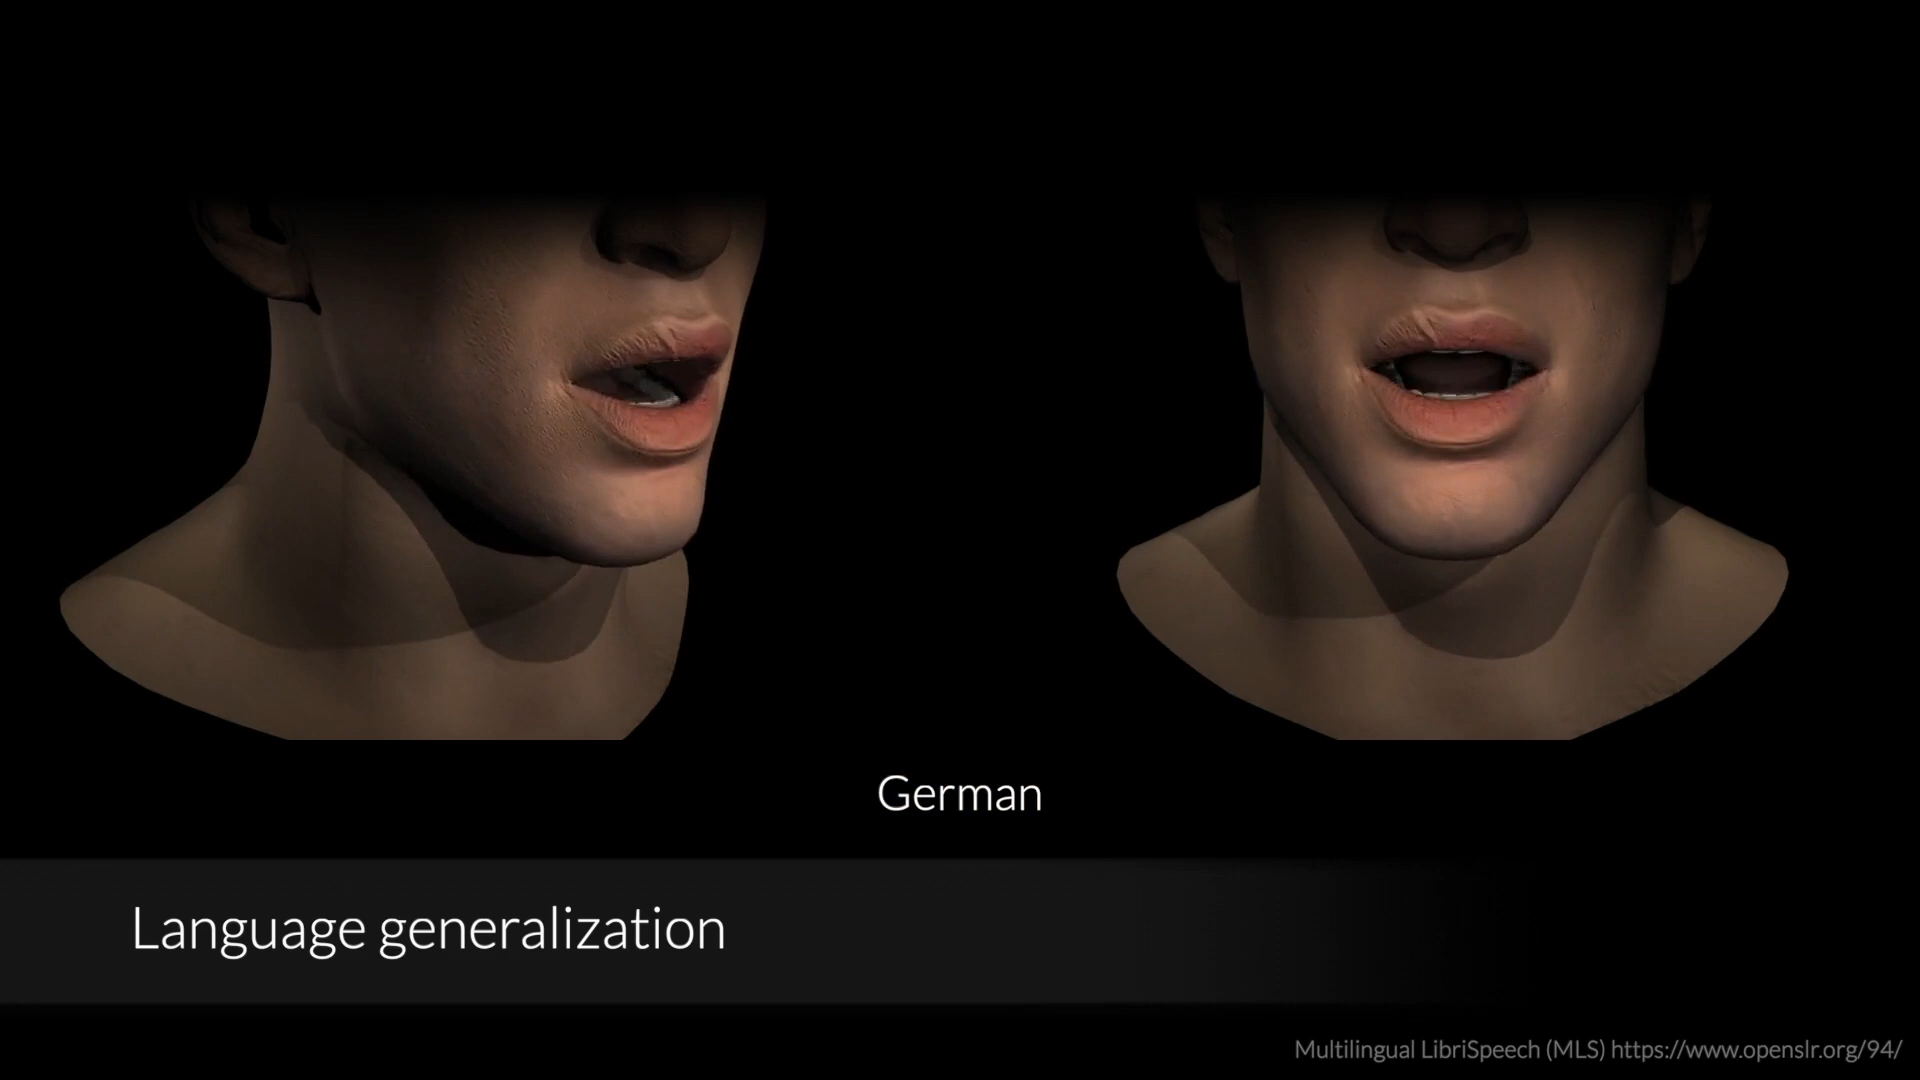 German
Language generalization
Multilingual LibriSpeech (MLS) https://www.openslr.org/94/